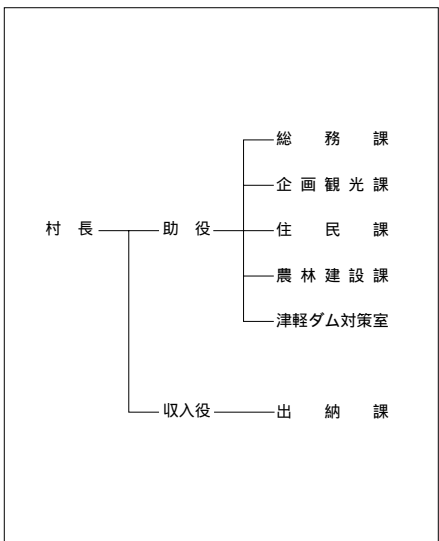 総務課
企画観光課
村長 助役 住民課
農林建設課
津軽ダム対策室
収入役 出納課